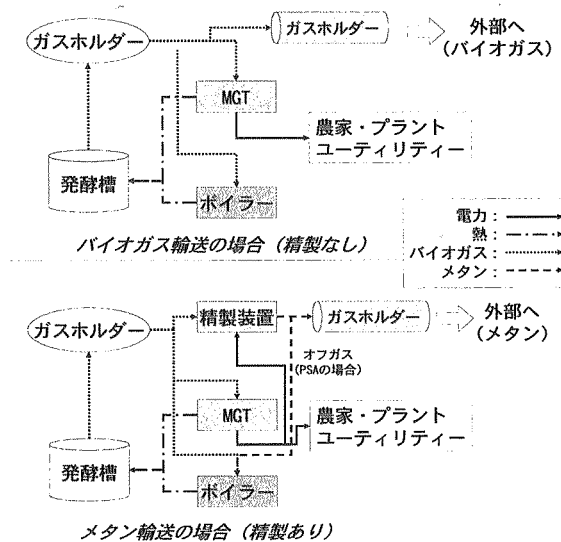 ガスホルダー
ガスホルダー
外部へ
(バイオガス)
MGT
農家・プラント
ユーティリティー
発酵槽
ボイラー
バイオガス輸送の場合（精製なし）
電力：
熱：
バイオガス：
メタン：
ガスホルダー
精製装置
ガスホルダー
外部へ
(メタン)
オフガス
(PSAの場合)
MGT
農家・プラント
ユーティリティー
発酵槽
ボイラー
メタン輸送の場合（精製あり）